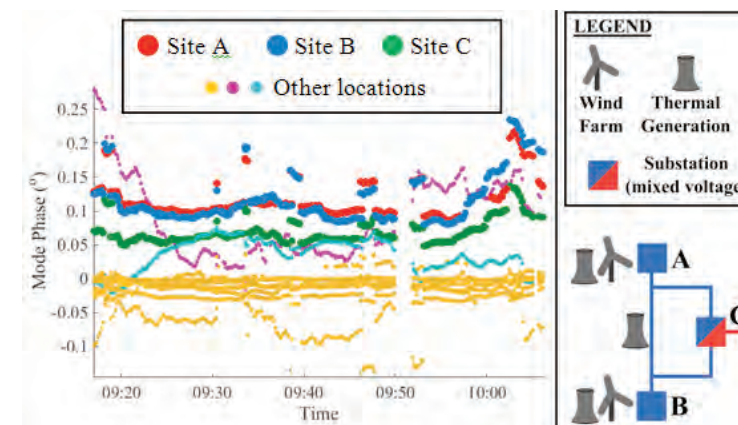 Site A Site B Site C
Other locations
0.25
0.2
0.15
0.1
0.05
0
-0.05
-0.1
Mode Phase (°)
09:20 09:30 09:40 09:50 10:00
Time
LEGEND
Wind Thermal
Farm Generation
Substation
(mixed voltage
A
C
B